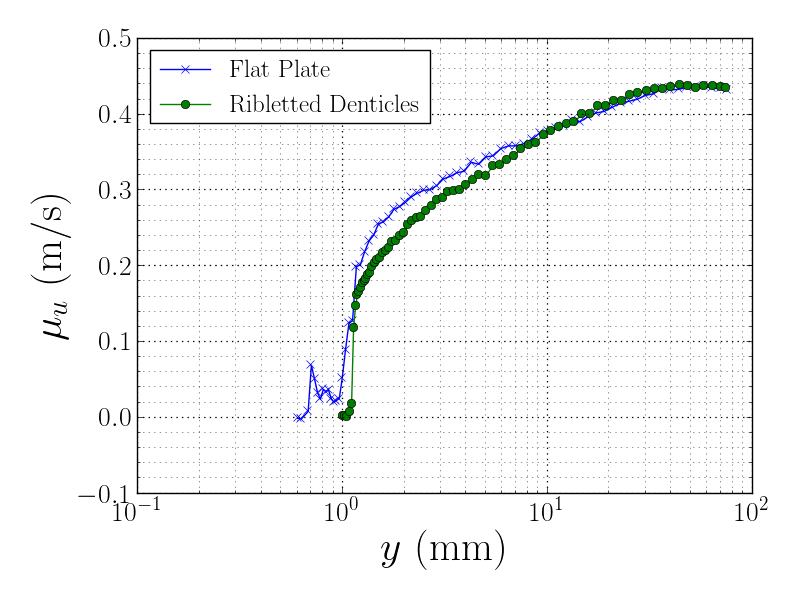 0.5
0.4
0.3
0.2
0.1
0.0
−0.1
μ_u (m/s)
Flat Plate
Ribletted Denticles
10^{-1}
10^0
10^1
10^2
y (mm)